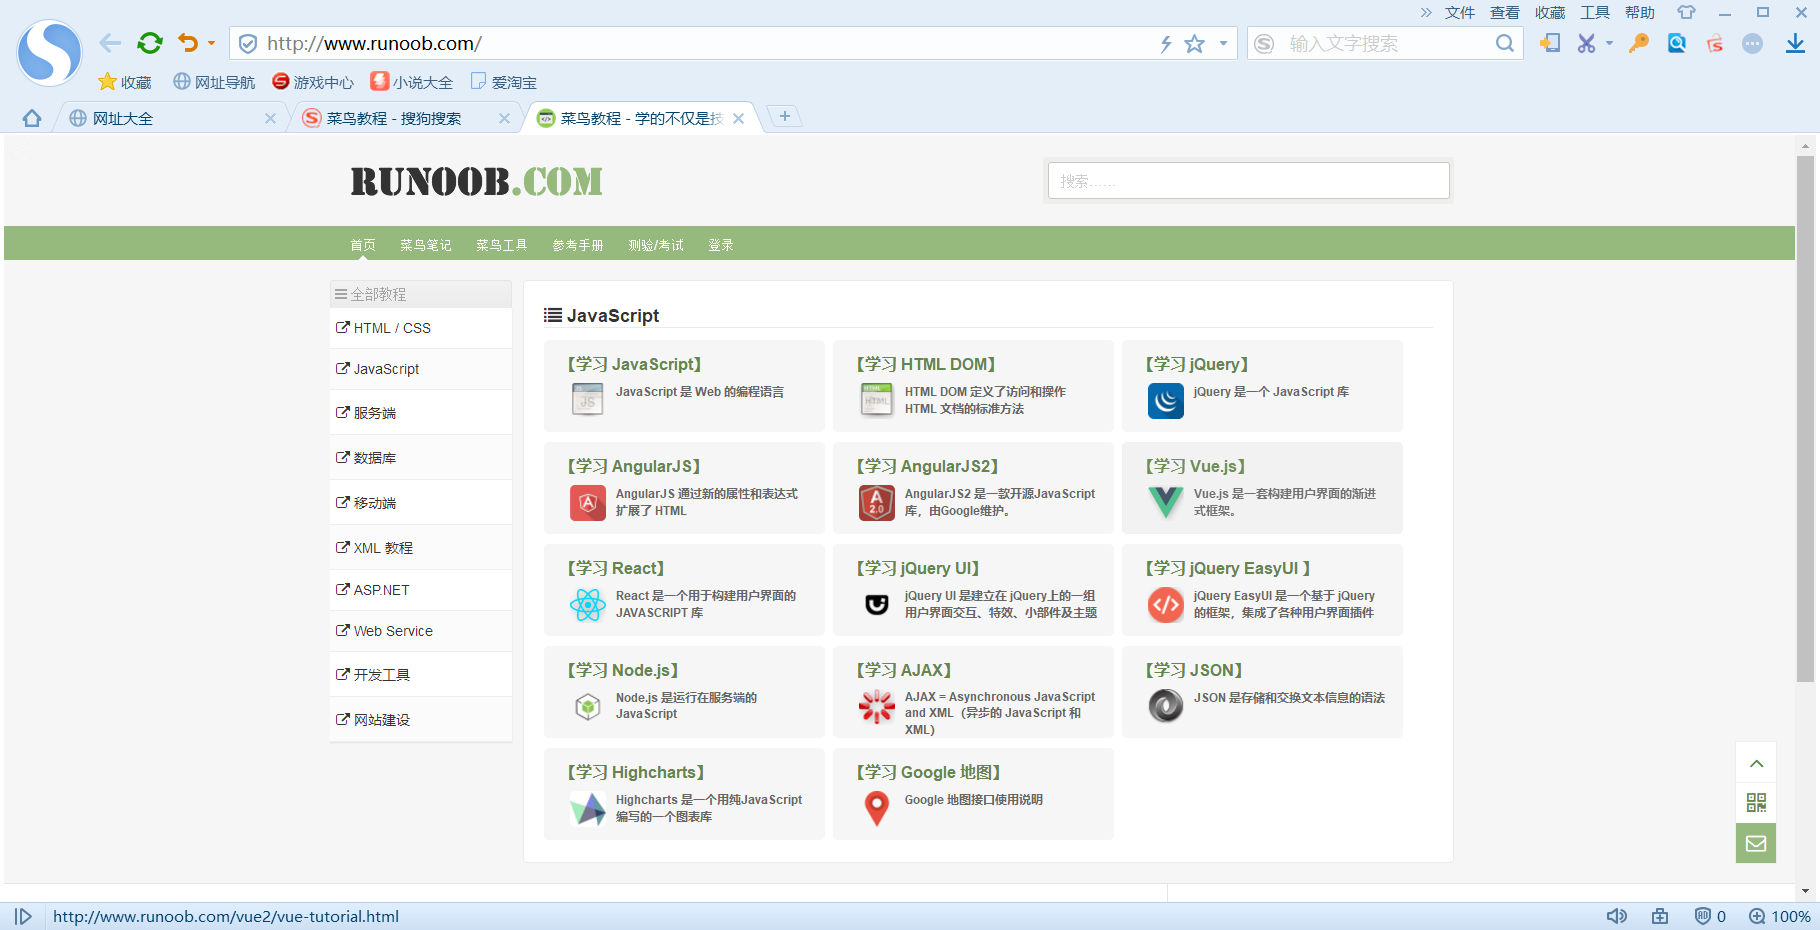 文件 查看 收藏 工具 帮助
http://www.runoob.com/
输入文字搜索
收藏 网址导航 游戏中心 小说大全 爱淘宝
网址大全
菜鸟教程 - 搜狗搜索
菜鸟教程 - 学的不仅是技
RUNOOB.COM
搜索......
首页 菜鸟笔记 菜鸟工具 参考手册 测验/考试 登录
全部教程
HTML / CSS
JavaScript
服务端
数据库
移动端
XML 教程
ASP.NET
Web Service
开发工具
网站建设
JavaScript
【学习 JavaScript】
JavaScript 是 Web 的编程语言
【学习 HTML DOM】
HTML DOM 定义了访问和操作
HTML 文档的标准方法
【学习 jQuery】
jQuery 是一个 JavaScript 库
【学习 AngularJS】
AngularJS 通过新的属性和表达式
扩展了 HTML
【学习 AngularJS2】
AngularJS2 是一款开源JavaScript
库，由Google维护。
【学习 Vue.js】
Vue.js 是一套构建用户界面的渐进
式框架。
【学习 React】
React 是一个用于构建用户界面的
JAVASCRIPT 库
【学习 jQuery UI】
jQuery UI 是建立在 jQuery上的一组
用户界面交互、特效、小部件及主题
【学习 jQuery EasyUI 】
jQuery EasyUI 是一个基于 jQuery
的框架，集成了各种用户界面插件
【学习 Node.js】
Node.js 是运行在服务端的
JavaScript
【学习 AJAX】
AJAX = Asynchronous JavaScript
and XML（异步的 JavaScript 和
XML)
【学习 JSON】
JSON 是存储和交换文本信息的语法
【学习 Highcharts】
Highcharts 是一个用纯JavaScript
编写的一个图表库
【学习 Google 地图】
Google 地图接口使用说明
http://www.runoob.com/vue2/vue-tutorial.html
0
100%